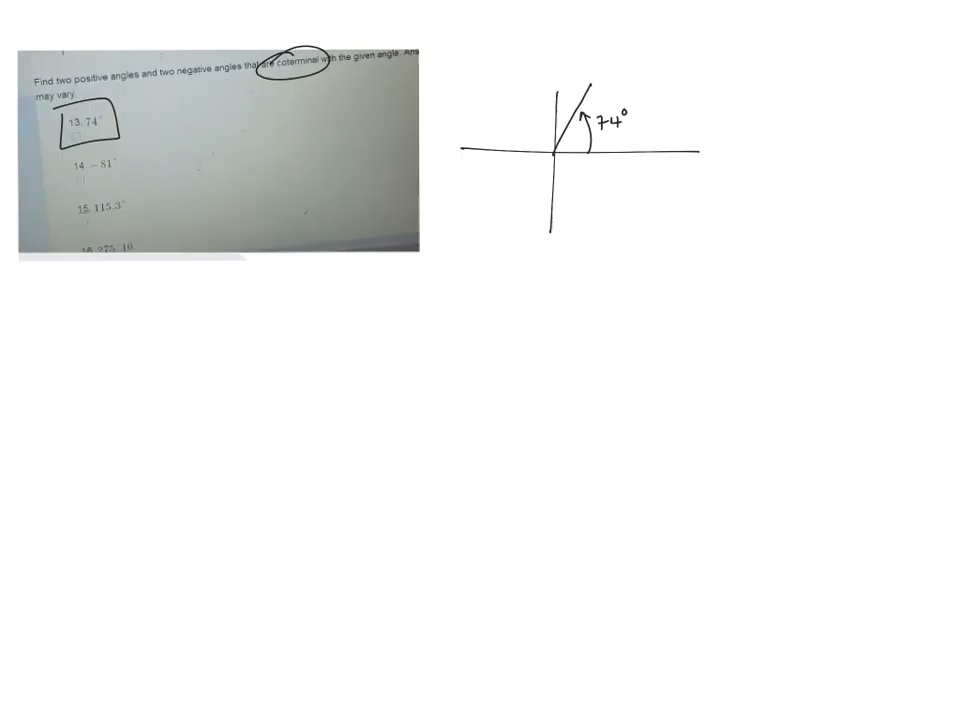 Find two positive angles and two negative angles that are coterminal with the given angle. Ans
may vary.
13. 74°
14. −81°
15. 115.3°
74°